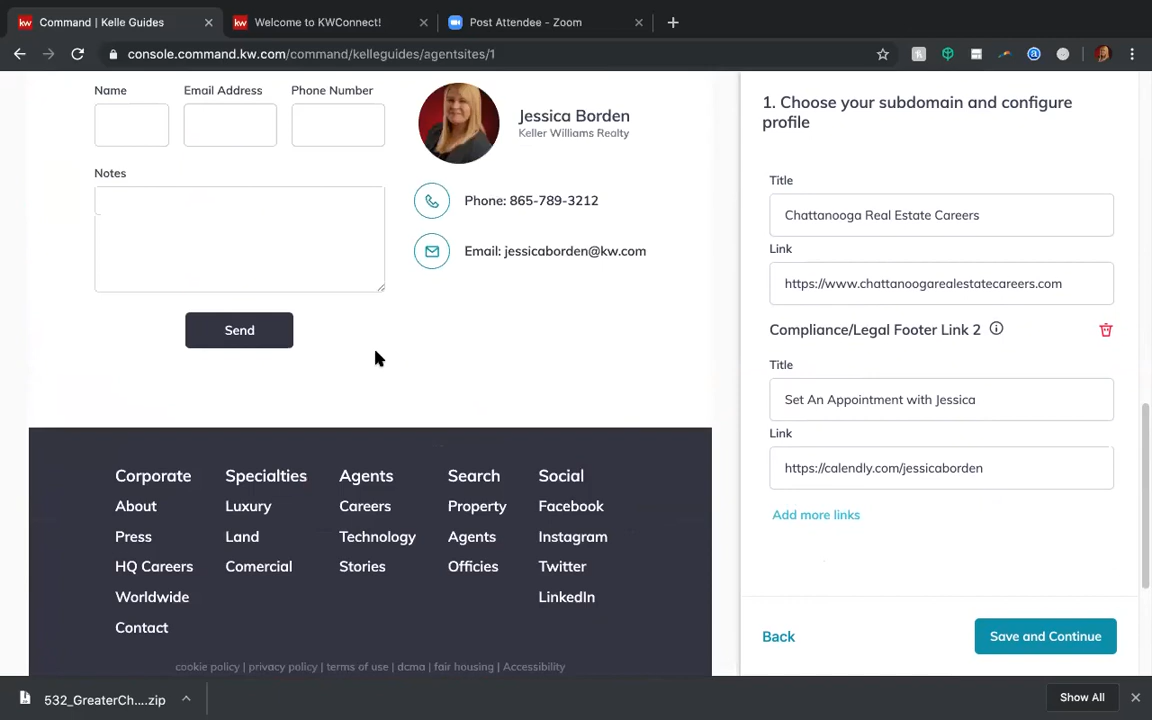 Command | Kelle Guides
Welcome to KWConnect!
Post Attendee - Zoom
console.command.kw.com/command/kelleguides/agentsites/1
Name Email Address Phone Number
Jessica Borden
Keller Williams Realty
Notes
Phone: 865-789-3212
Email: jessicaborden@kw.com
Send
Corporate Specialties Agents Search Social
About Luxury Careers Property Facebook
Press Land Technology Agents Instagram
HQ Careers Comercial Stories Officies Twitter
Worldwide LinkedIn
Contact
cookie policy | privacy policy | terms of use | dcma | fair housing | Accessibility
1. Choose your subdomain and configure
profile
Title
Chattanooga Real Estate Careers
Link
https://www.chattanoogarealestatecareers.com
Compliance/Legal Footer Link 2
Title
Set An Appointment with Jessica
Link
https://calendly.com/jessicaborden
Add more links
Back Save and Continue
532_GreaterCh....zip
Show All